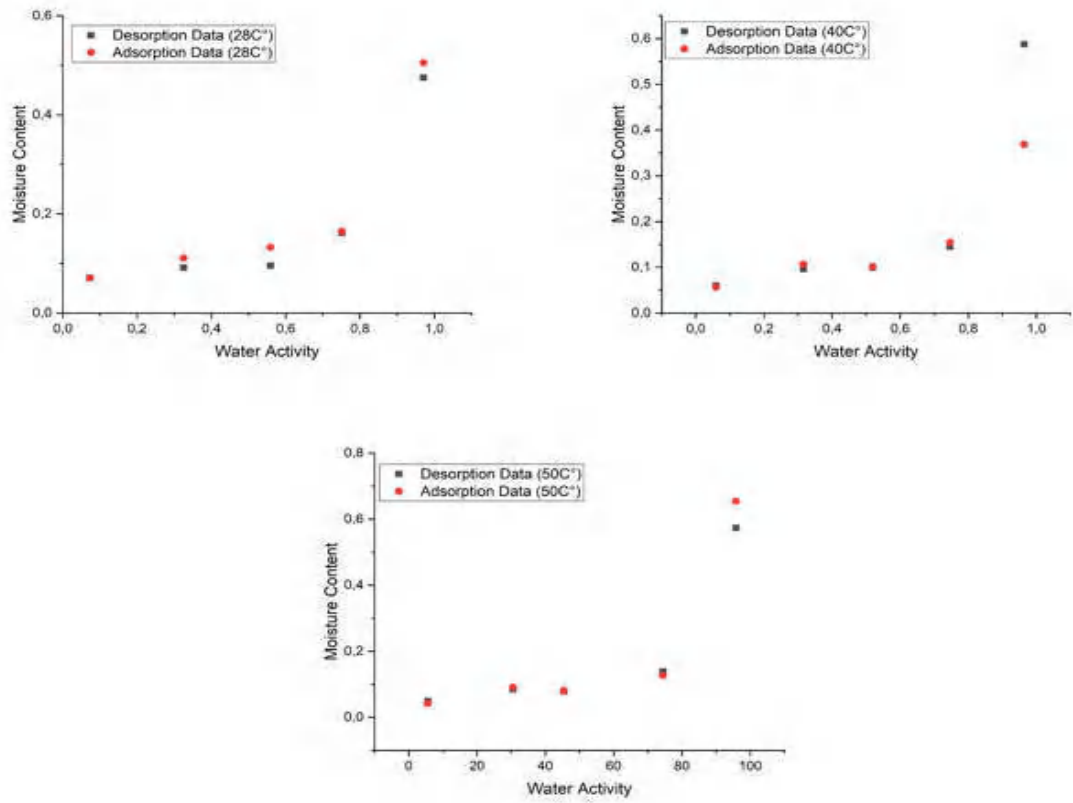 Desorption Data (28C°)
Adsorption Data (28C°)
0,6
0,4
0,2
0,0
Moisture Content
0,0 0,2 0,4 0,6 0,8 1,0
Water Activity
Desorption Data (40C°)
Adsorption Data (40C°)
0,6
0,5
0,4
0,3
0,2
0,1
0,0
Moisture Content
0,0 0,2 0,4 0,6 0,8 1,0
Water Activity
Desorption Data (50C°)
Adsorption Data (50C°)
0,8
0,6
0,4
0,2
0,0
Moisture Content
0 20 40 60 80 100
Water Activity